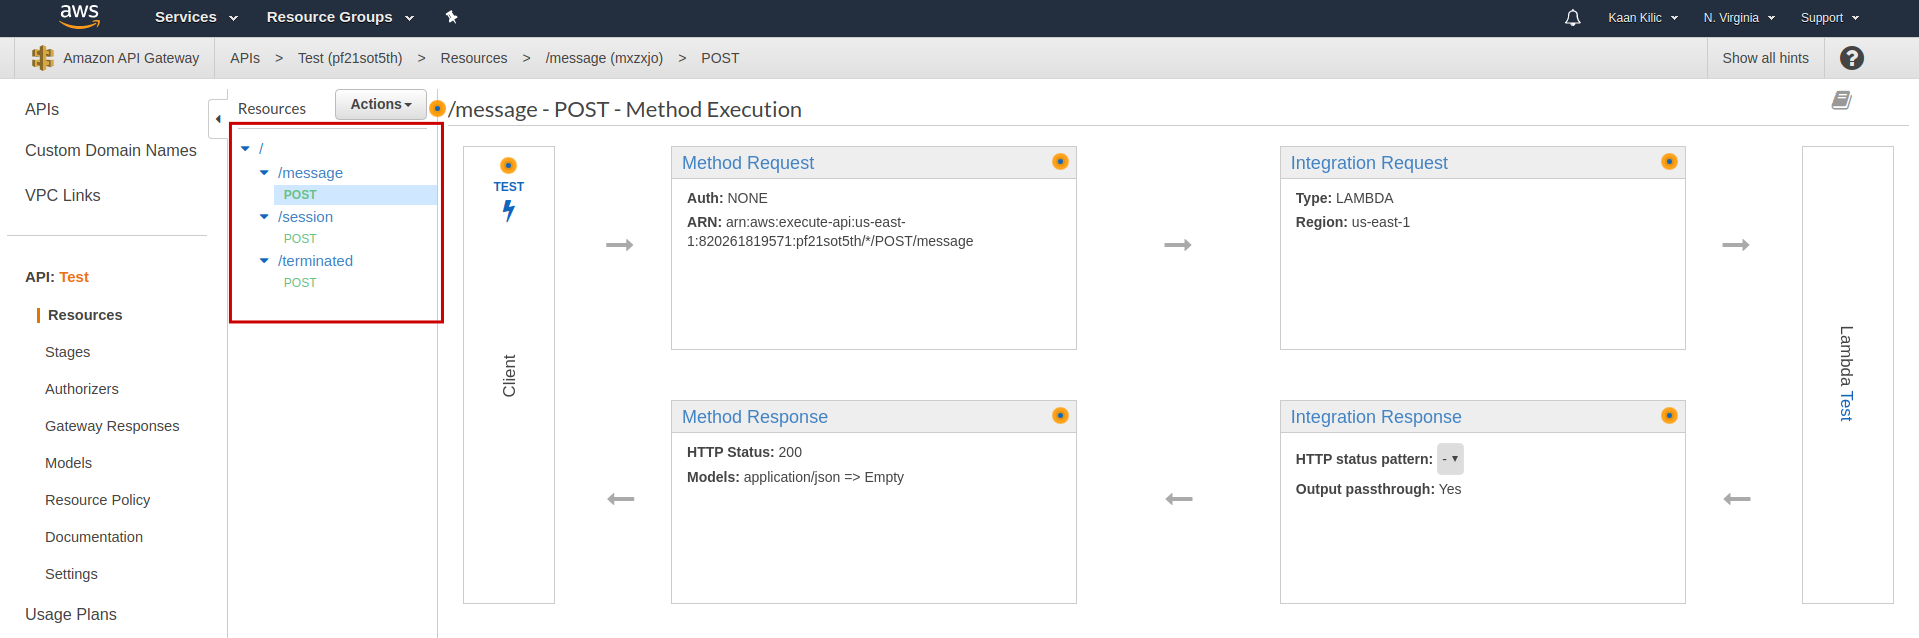 aws Services Resource Groups Kaan Kilic N. Virginia Support
Amazon API Gateway APIs > Test (pf21sot5th) > Resources > /message (mxzxjo) > POST Show all hints ?
APIs
Custom Domain Names
VPC Links
API: Test
Resources
Stages
Authorizers
Gateway Responses
Models
Resource Policy
Documentation
Settings
Usage Plans
Resources Actions
/
/message
POST
/session
POST
/terminated
POST
/message - POST - Method Execution
TEST
Client
Method Request
Auth: NONE
ARN: arn:aws:execute-api:us-east-
1:820261819571:pf21sot5th/*/POST/message
Integration Request
Type: LAMBDA
Region: us-east-1
Lambda Test
Method Response
HTTP Status: 200
Models: application/json => Empty
Integration Response
HTTP status pattern: -
Output passthrough: Yes